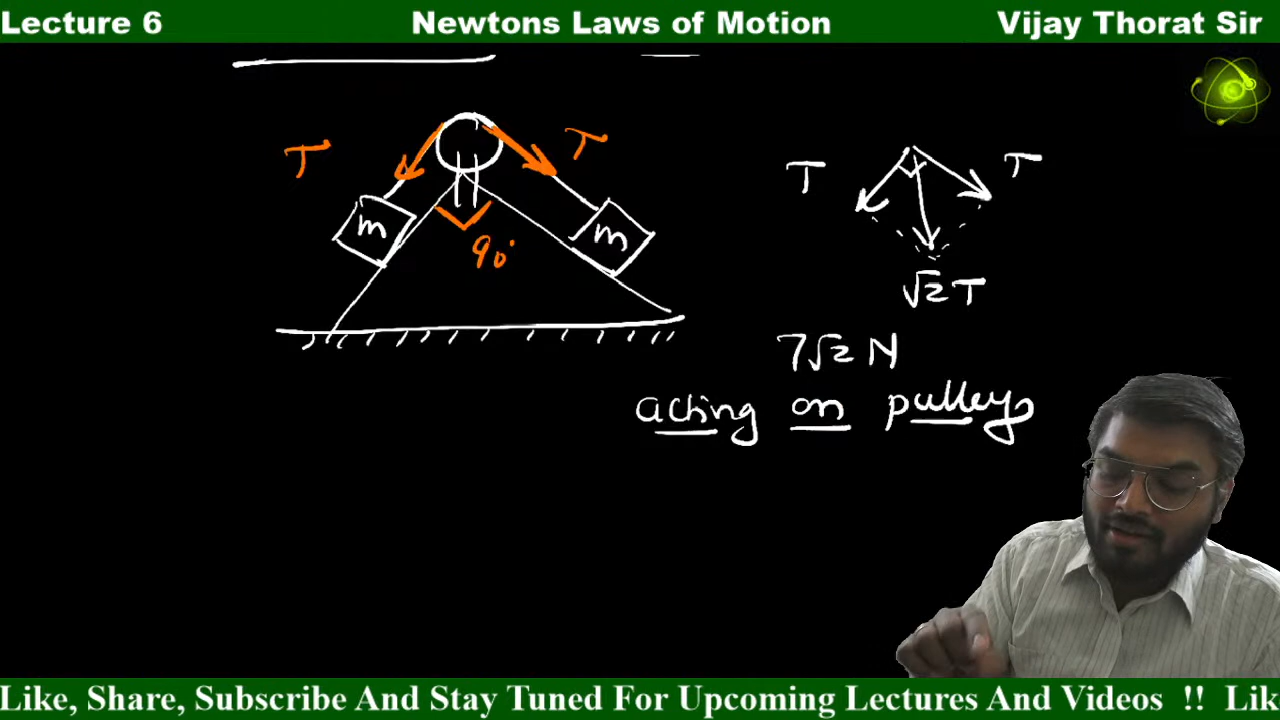 Lecture 6
Newtons Laws of Motion
Vijay Thorat Sir
T
T
m
m
90°
T
T
√2 T
7√2 N
acting on pulley
Like, Share, Subscribe And Stay Tuned For Upcoming Lectures And Videos !! Lik